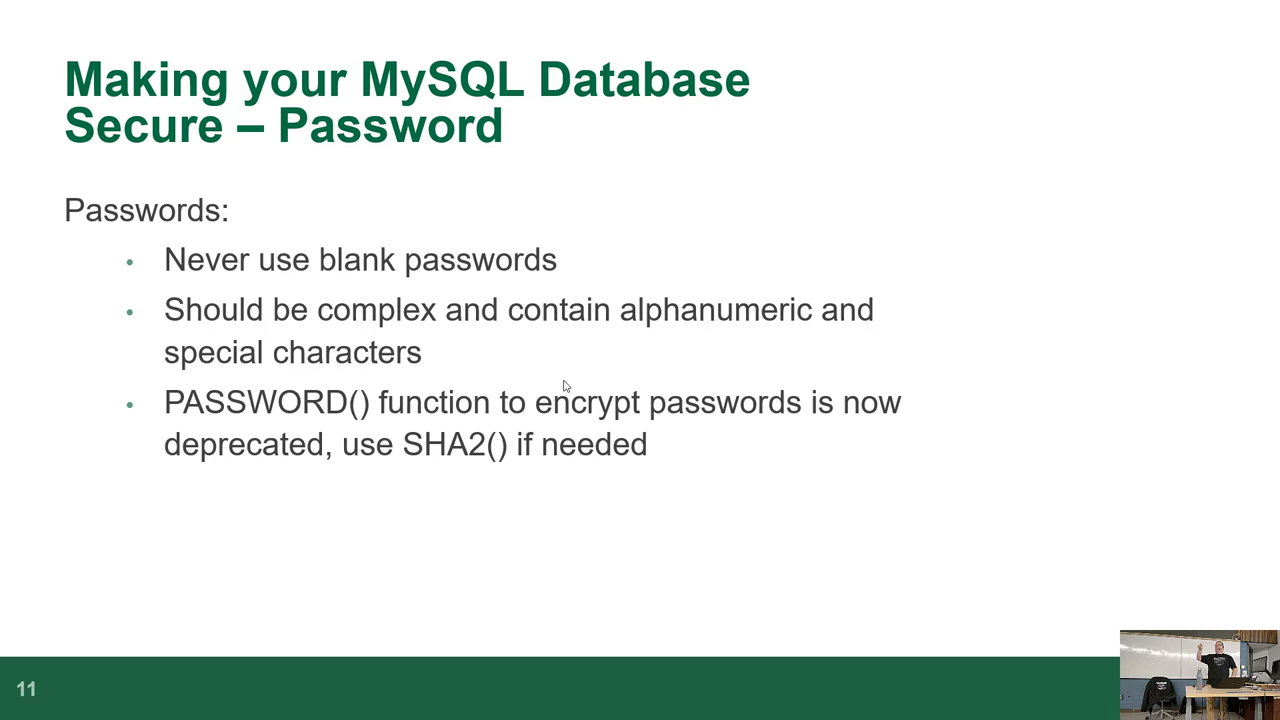 Making your MySQL Database
Secure – Password
Passwords:
• Never use blank passwords
• Should be complex and contain alphanumeric and
special characters
• PASSWORD() function to encrypt passwords is now
deprecated, use SHA2() if needed
11